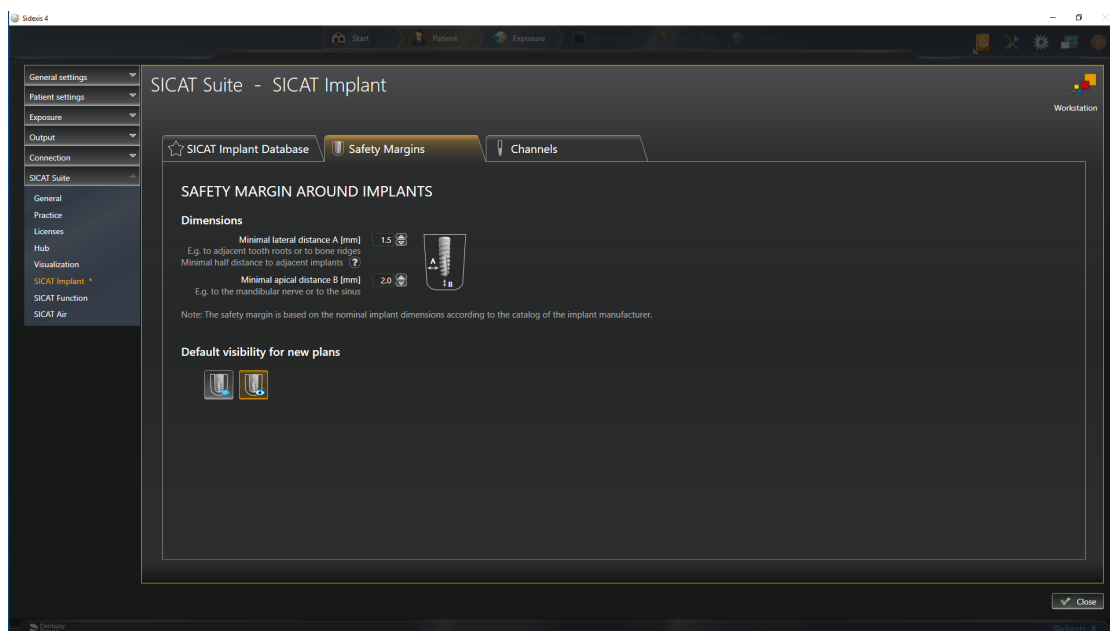 Sidexis 4
Start
Patient
Exposure
General settings
Patient settings
Exposure
Output
Connection
SICAT Suite
General
Practice
Licenses
Hub
Visualization
SICAT Implant *
SICAT Function
SICAT Air
SICAT Suite - SICAT Implant
Workstation
SICAT Implant Database
Safety Margins
Channels
SAFETY MARGIN AROUND IMPLANTS
Dimensions
Minimal lateral distance A [mm] 1.5
E.g. to adjacent tooth roots or to bone ridges
Minimal half distance to adjacent implants ?
Minimal apical distance B [mm] 2.0
E.g. to the mandibular nerve or to the sinus
A
B
Note: The safety margin is based on the nominal implant dimensions according to the catalog of the implant manufacturer.
Default visibility for new plans
Close
Dentsply
Sidexis 4